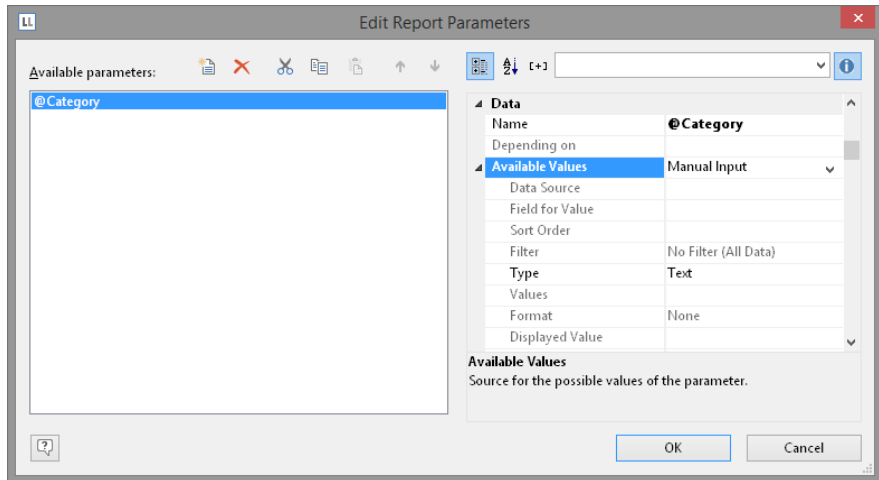 LL
Edit Report Parameters
Available parameters:
@Category
A
Z
[+]
Data
Name @Category
Depending on
Available Values Manual Input
Data Source
Field for Value
Sort Order
Filter No Filter (All Data)
Type Text
Values
Format None
Displayed Value
Available Values
Source for the possible values of the parameter.
OK Cancel